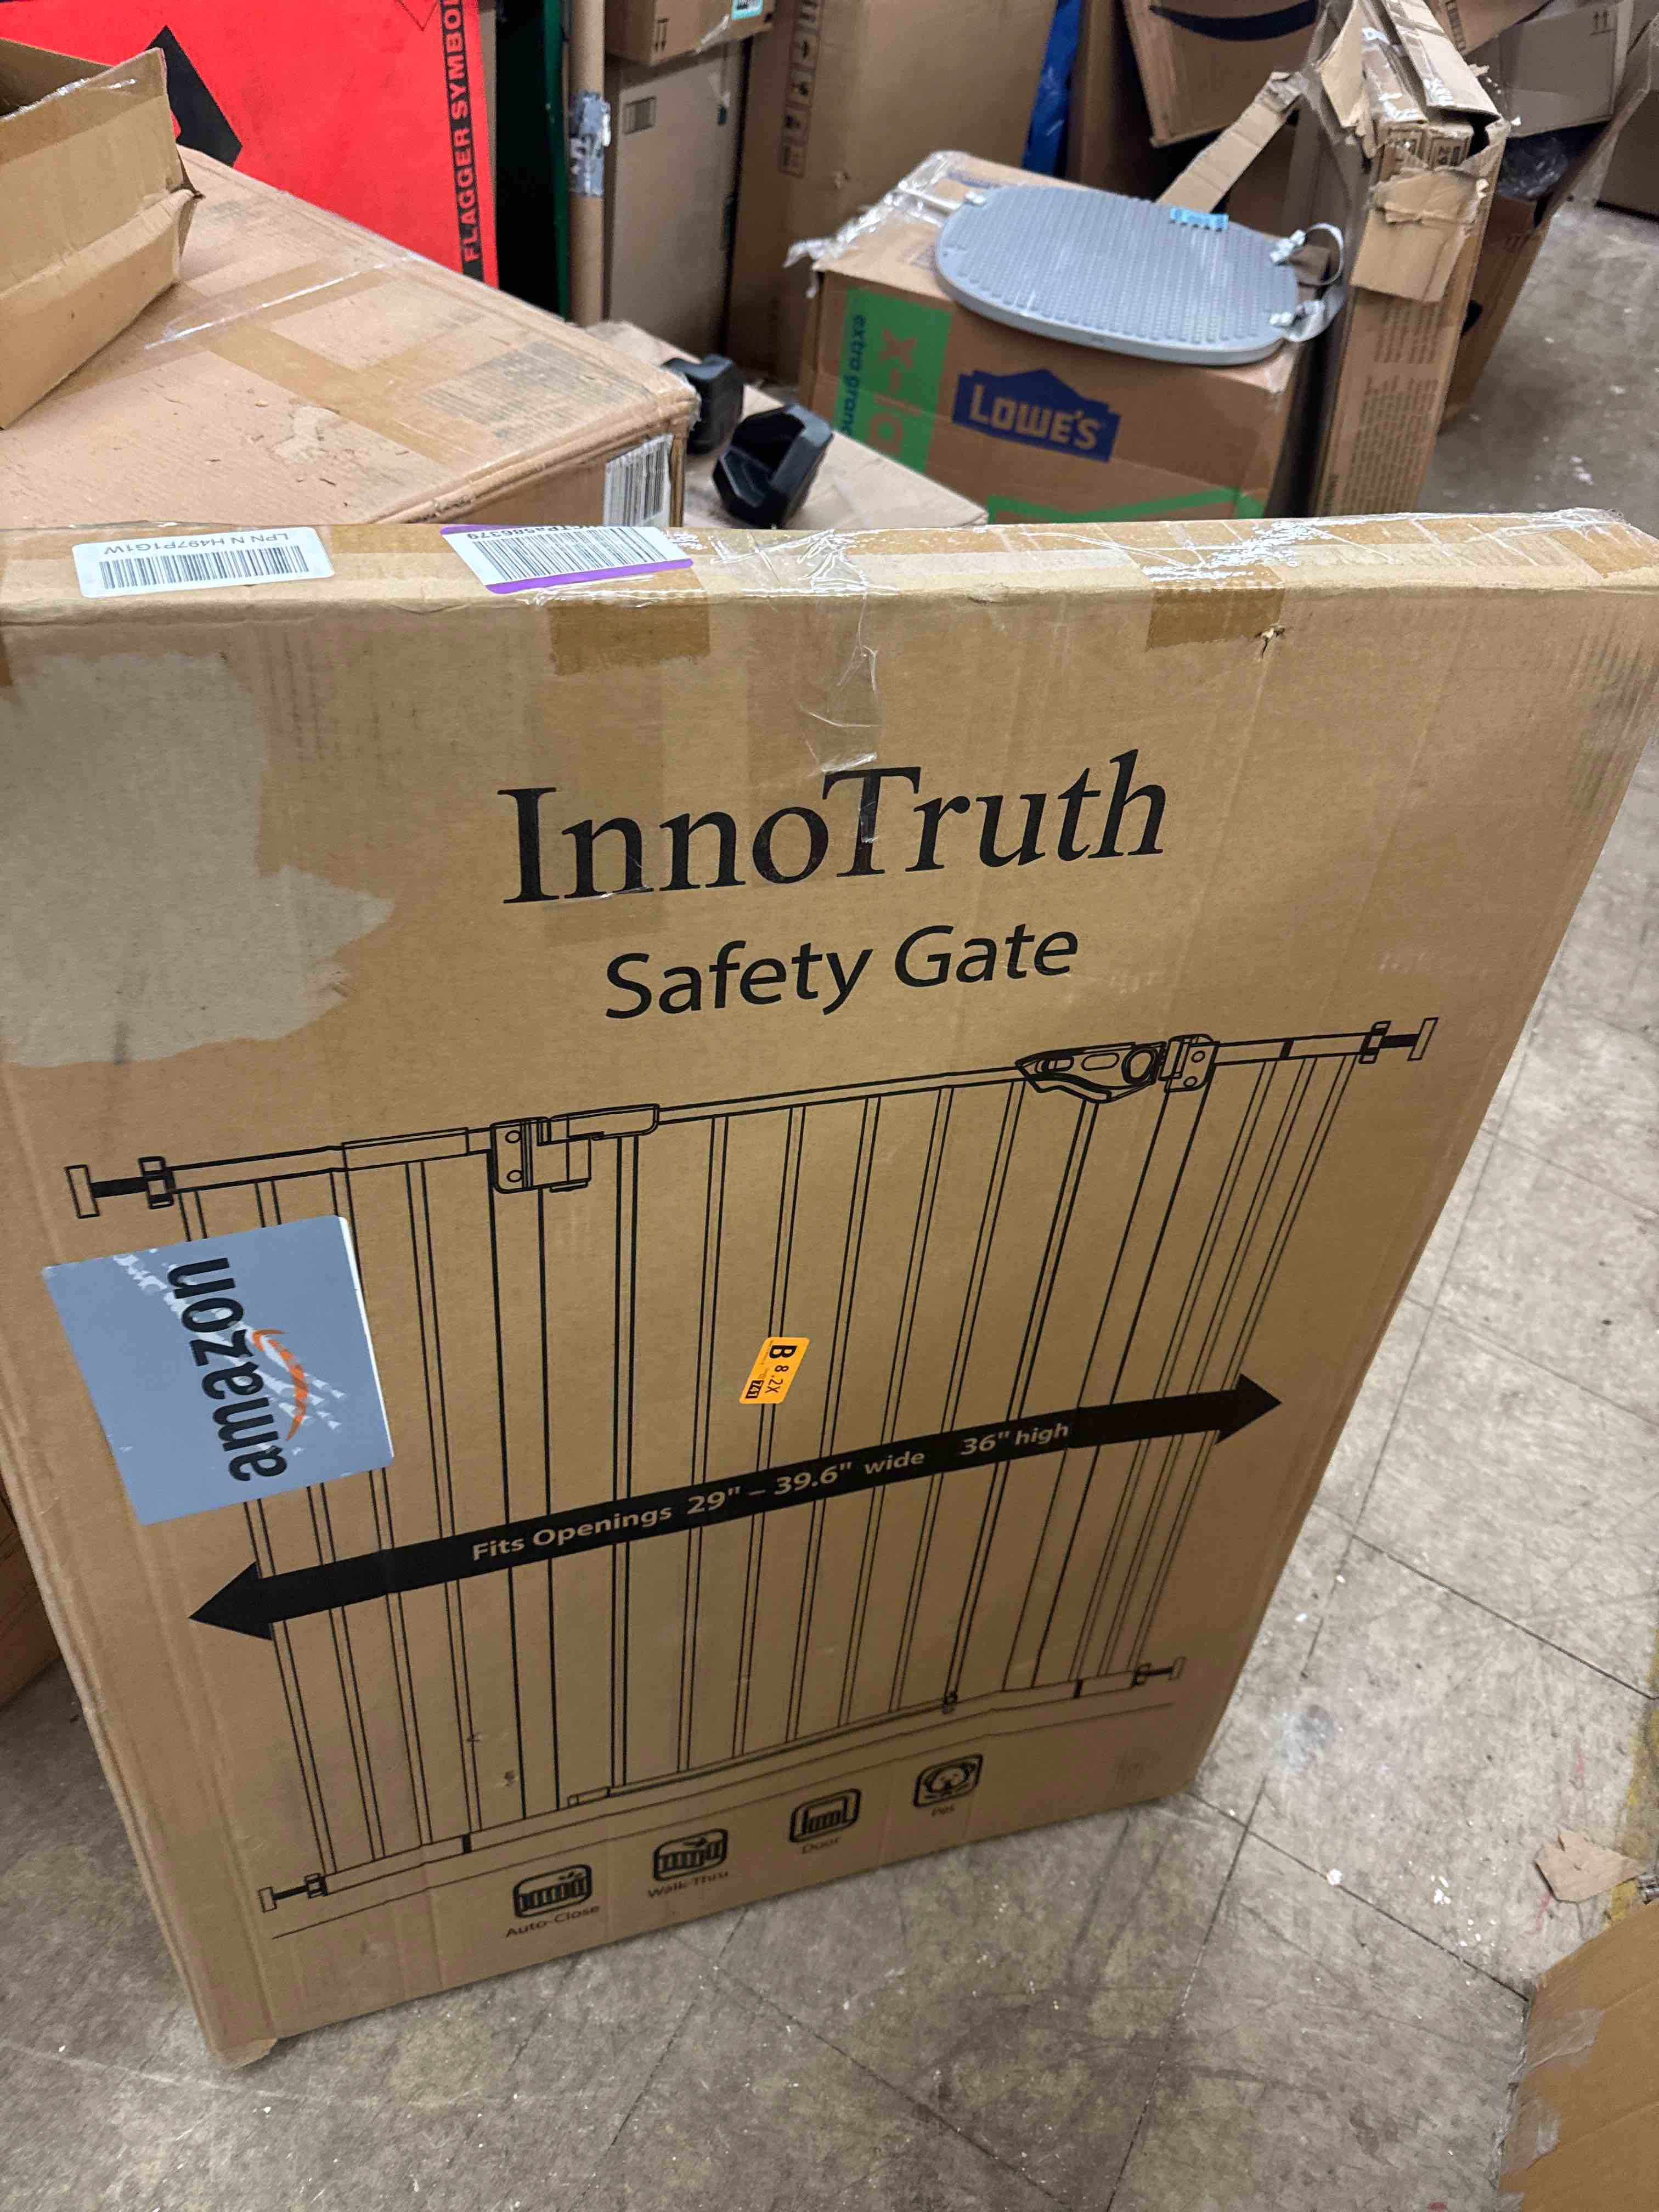 FLAGGER SYMBOL
x-la
extra grand
LOWE'S
LPN N H497P1G1W
InnoTruth
Safety Gate
amazon
B 8.2X
Fits Openings 29" – 39.6" wide 36" high
Auto-Close
Walk-Thru
Door
Pet